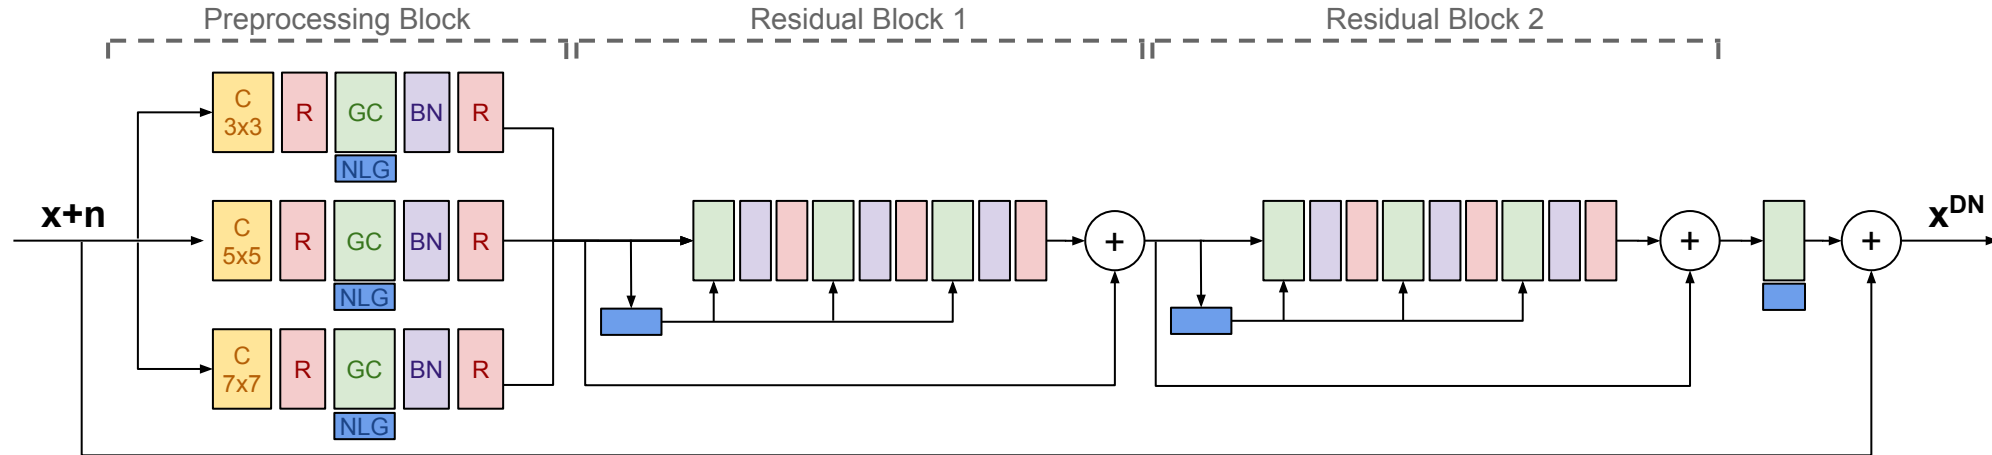 Preprocessing Block
Residual Block 1
Residual Block 2
C
3x3
R
GC
BN
R
NLG
x+n
C
5x5
R
GC
BN
R
NLG
C
7x7
R
GC
BN
R
NLG
+
+
+
x^DN